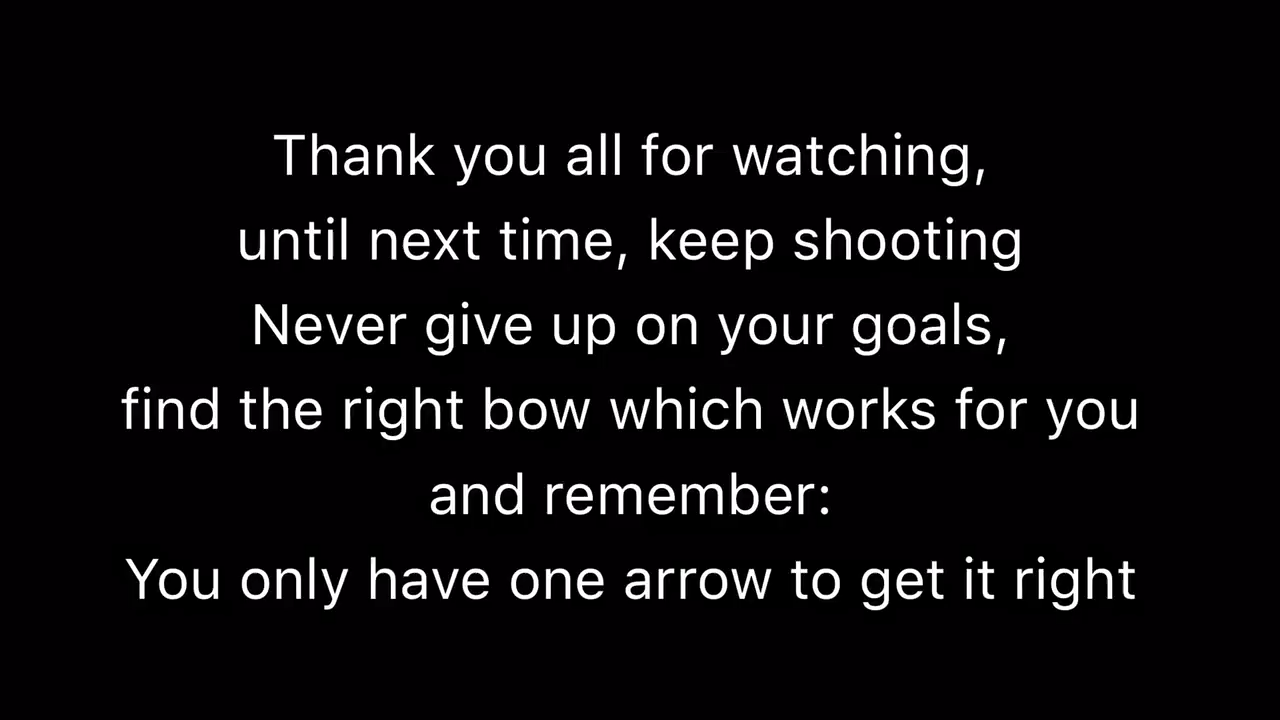 Thank you all for watching,
until next time, keep shooting
Never give up on your goals,
find the right bow which works for you
and remember:
You only have one arrow to get it right